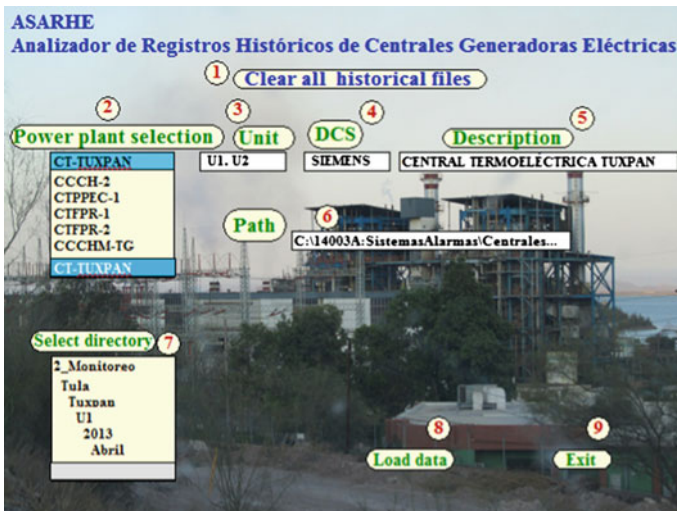 ASARHE
Analizador de Registros Históricos de Centrales Generadoras Eléctricas
1
Clear all historical files
2
3
4
5
Power plant selection
Unit
DCS
Description
CT-TUXPAN
U1. U2
SIEMENS
CENTRAL TERMOELÉCTRICA TUXPAN
CCCH-2
CTPPEC-1
CTFPR-1
CTFPR-2
CCCHM-TG
CT-TUXPAN
Path
6
C:\14003A:SistemasAlarmas\Centrales...
Select directory
7
2_Monitoreo
Tula
Tuxpan
U1
2013
Abril
8
9
Load data
Exit